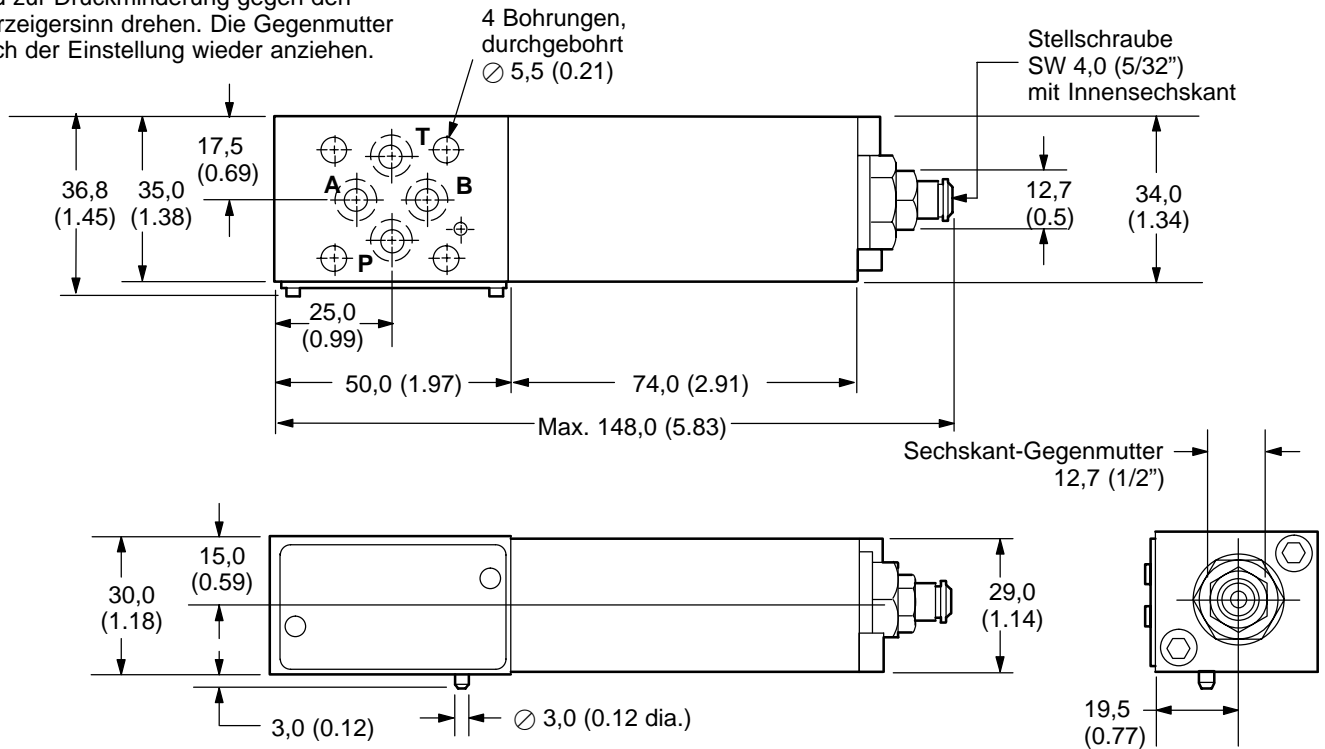 zur Druckminderung gegen den
drehen. Die Gegenmutter
der Einstellung wieder anziehen.
4 Bohrungen,
durchgebohrt
∅ 5,5 (0.21)
Stellschraube
SW 4,0 (5/32”)
mit Innensechskant
17,5
(0.69)
36,8
(1.45)
35,0
(1.38)
T
A
B
P
12,7
(0.5)
34,0
(1.34)
25,0
(0.99)
50,0 (1.97)
74,0 (2.91)
Max. 148,0 (5.83)
Sechskant-Gegenmutter
12,7 (1/2”)
15,0
(0.59)
30,0
(1.18)
29,0
(1.14)
3,0 (0.12)
∅ 3,0 (0.12 dia.)
19,5
(0.77)